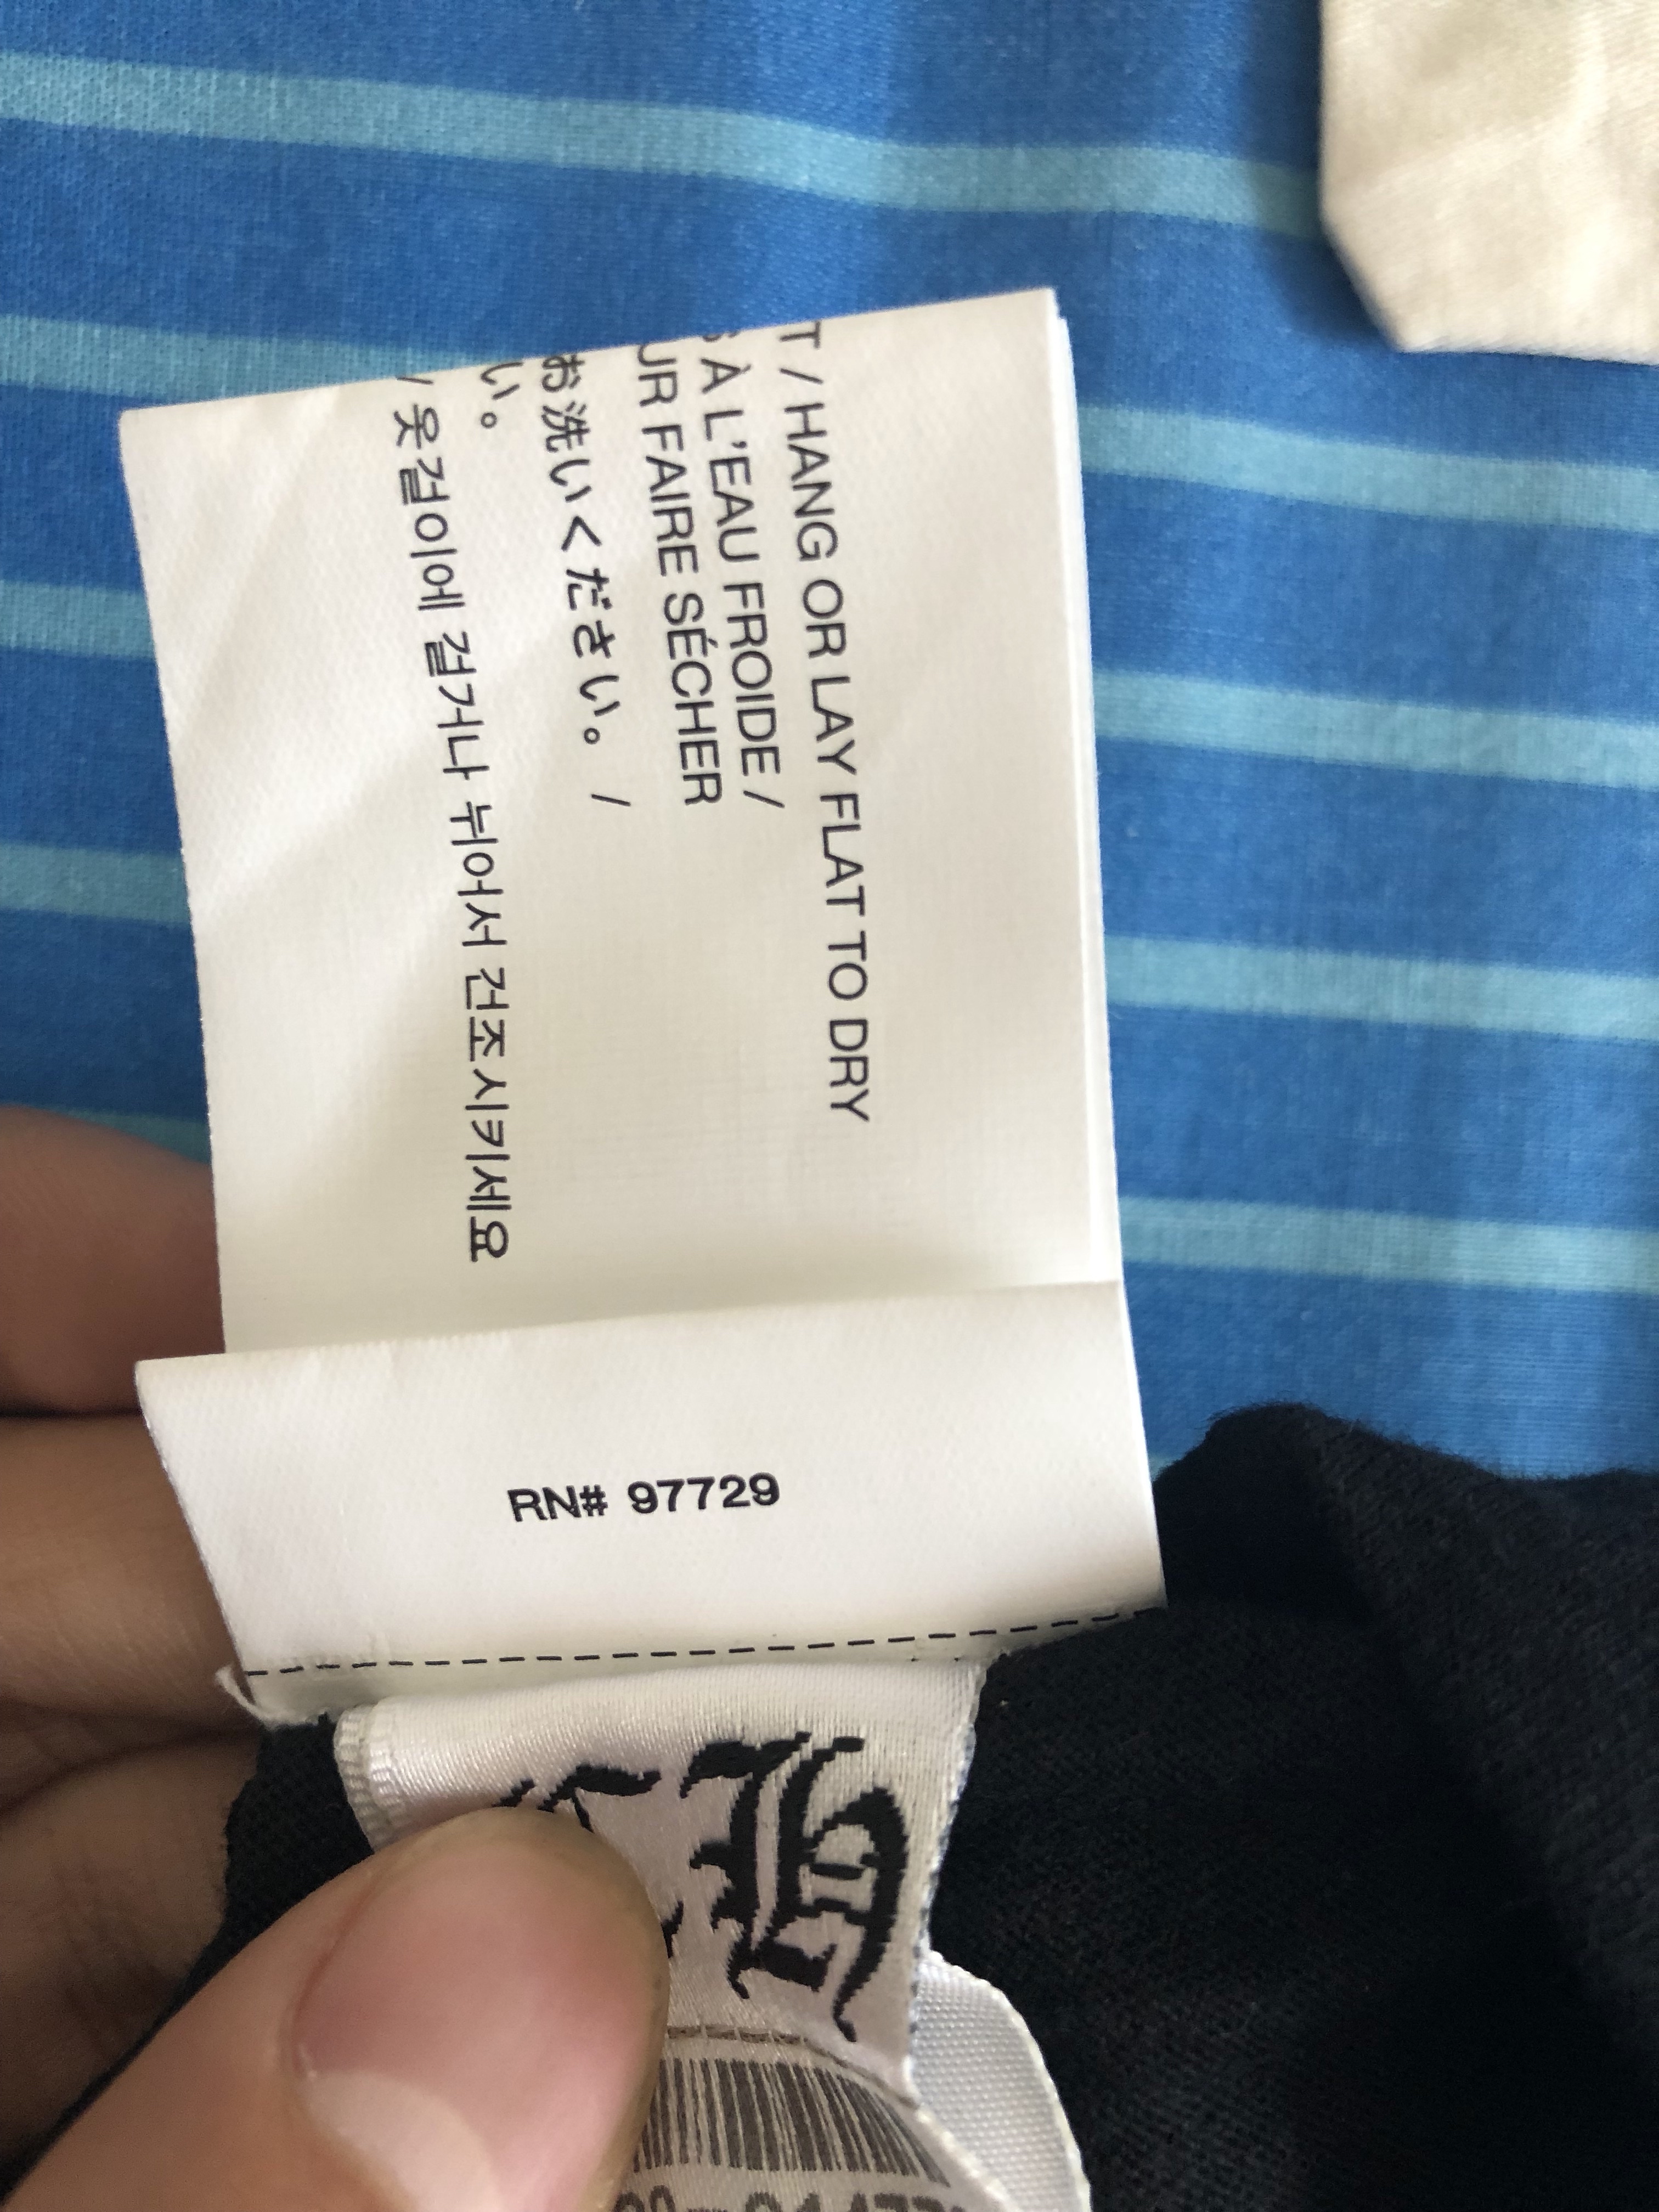 T / HANG OR LAY FLAT TO DRY
S À L'EAU FROIDE /
UR FAIRE SÉCHER
お洗いください。 /
い。
/ 옷걸이에 걸거나 뉘어서 건조시키세요
RN# 97729